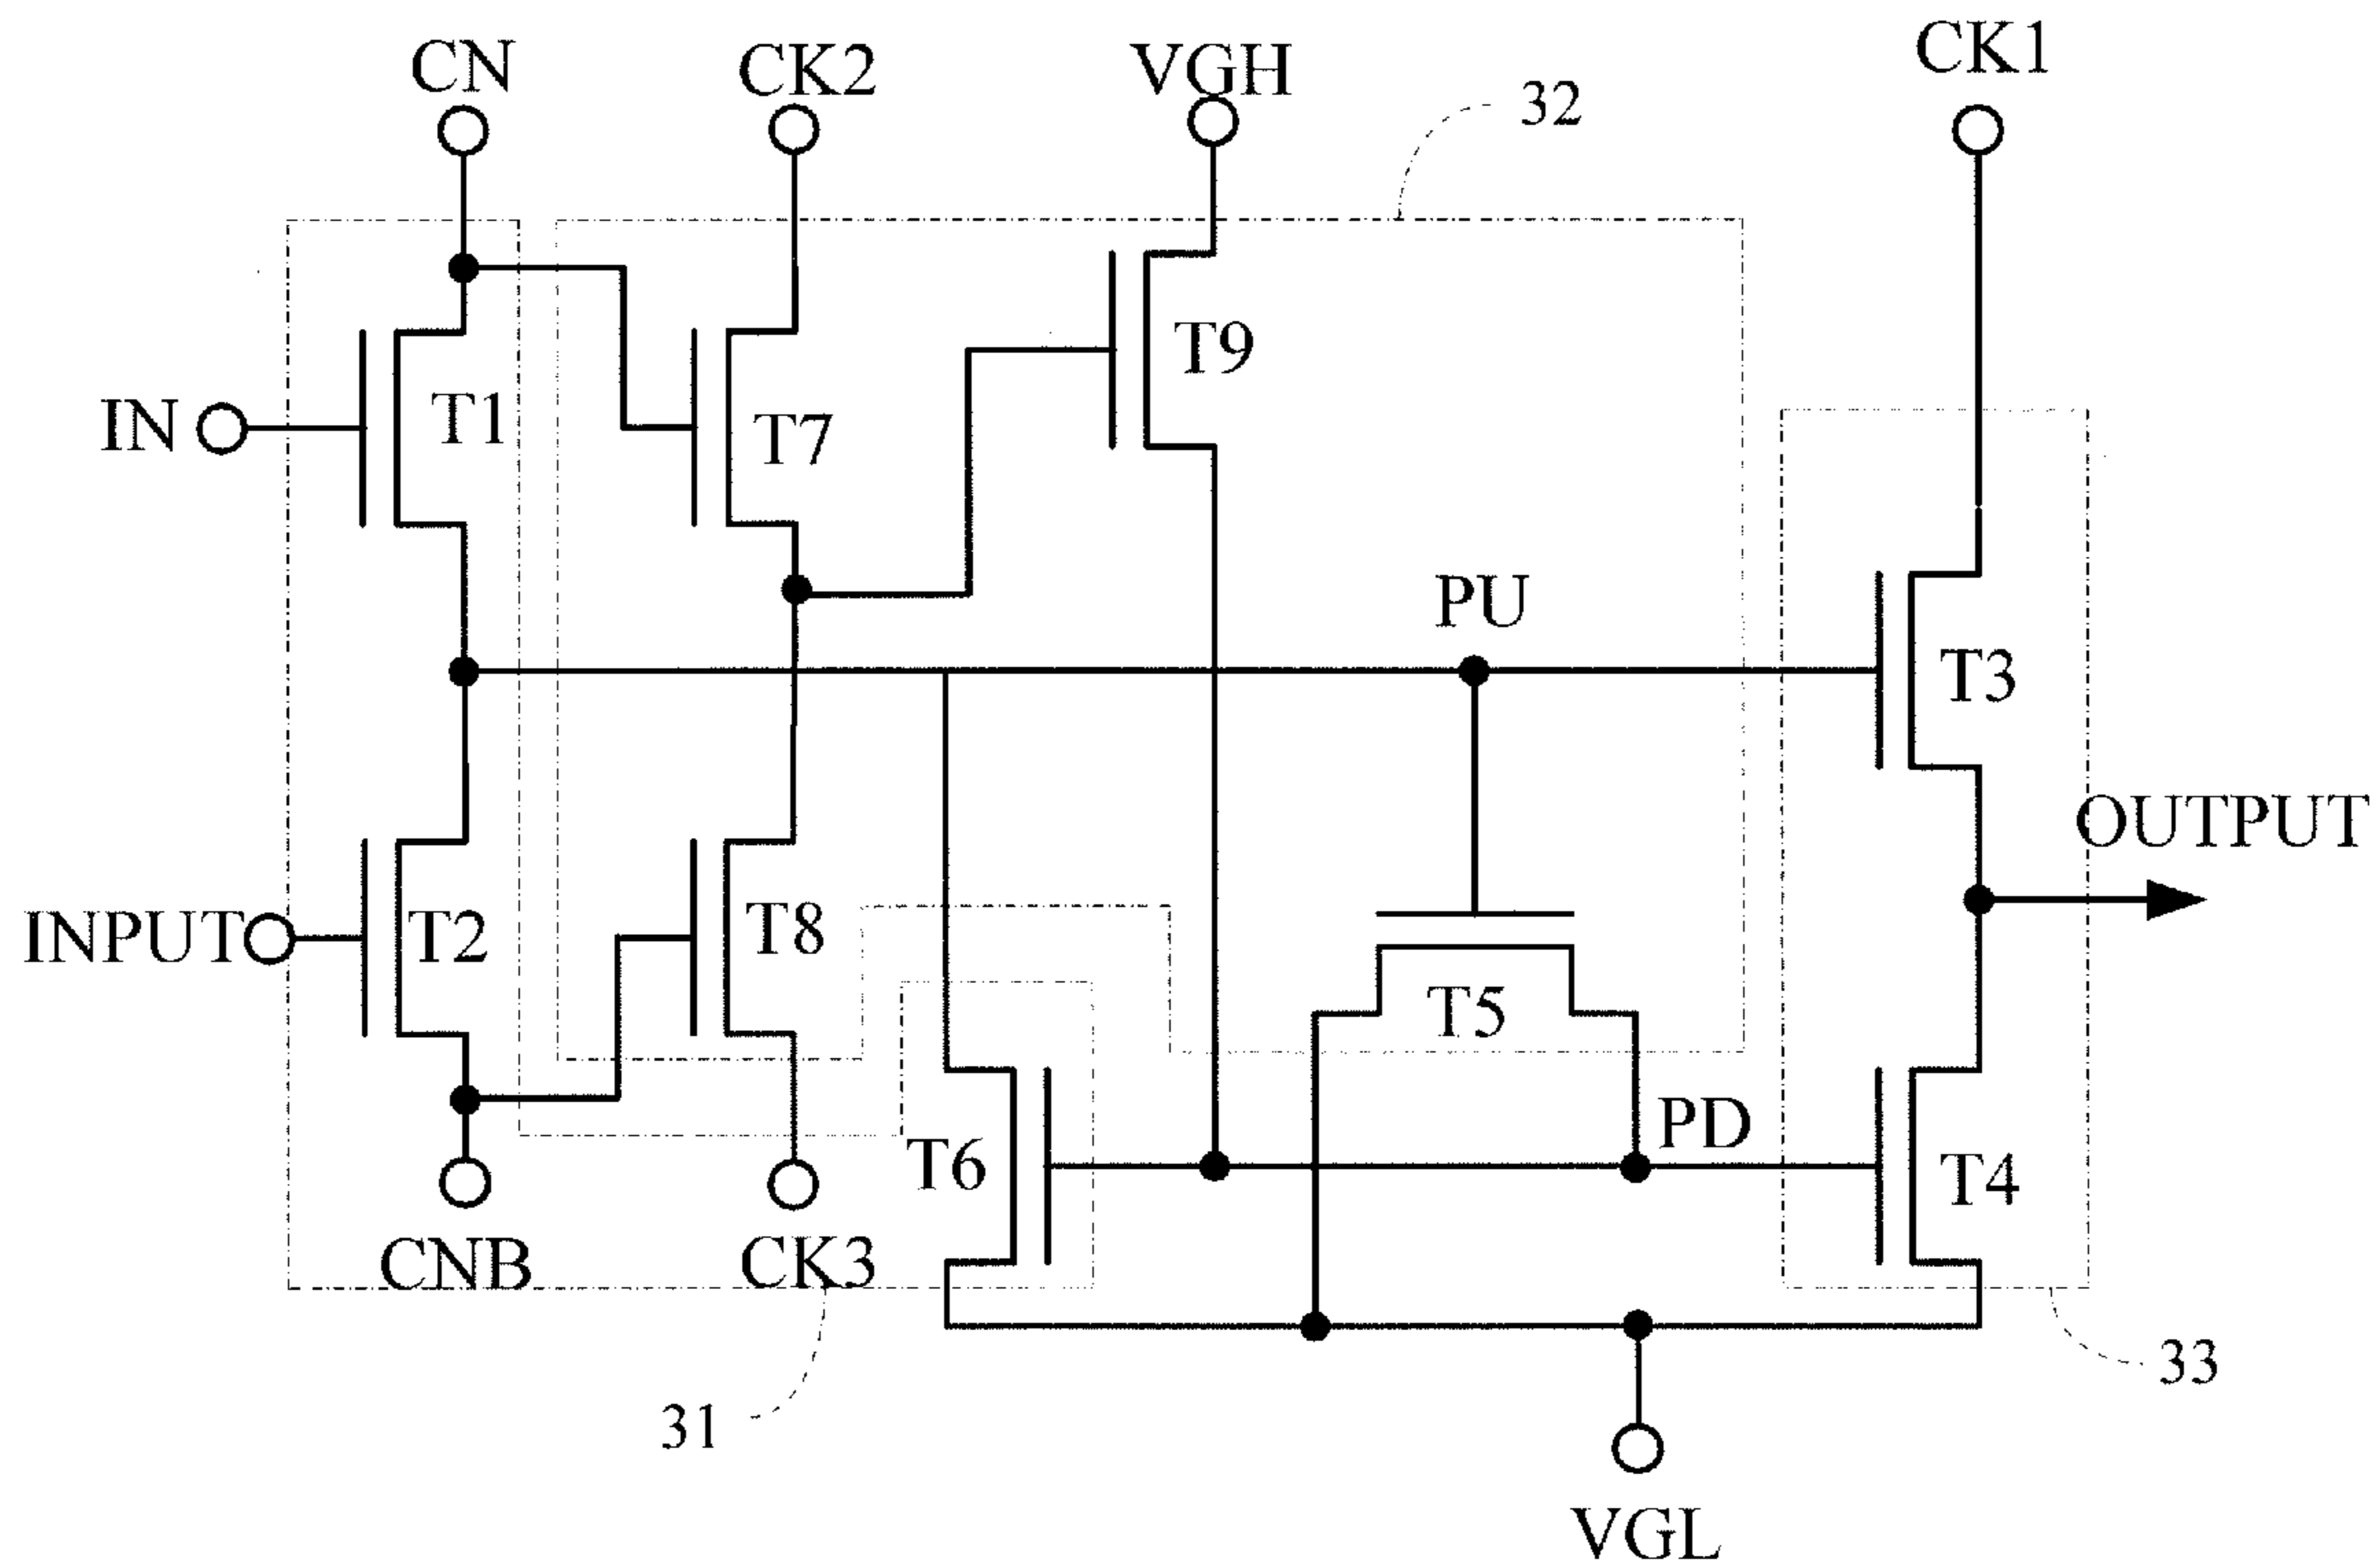 CN
CK2
VGH
CK1
32
T9
IN
T1
T7
PU
T3
OUTPUT
INPUT
T2
T8
T5
PD
T6
T4
CNB
CK3
33
31
VGL